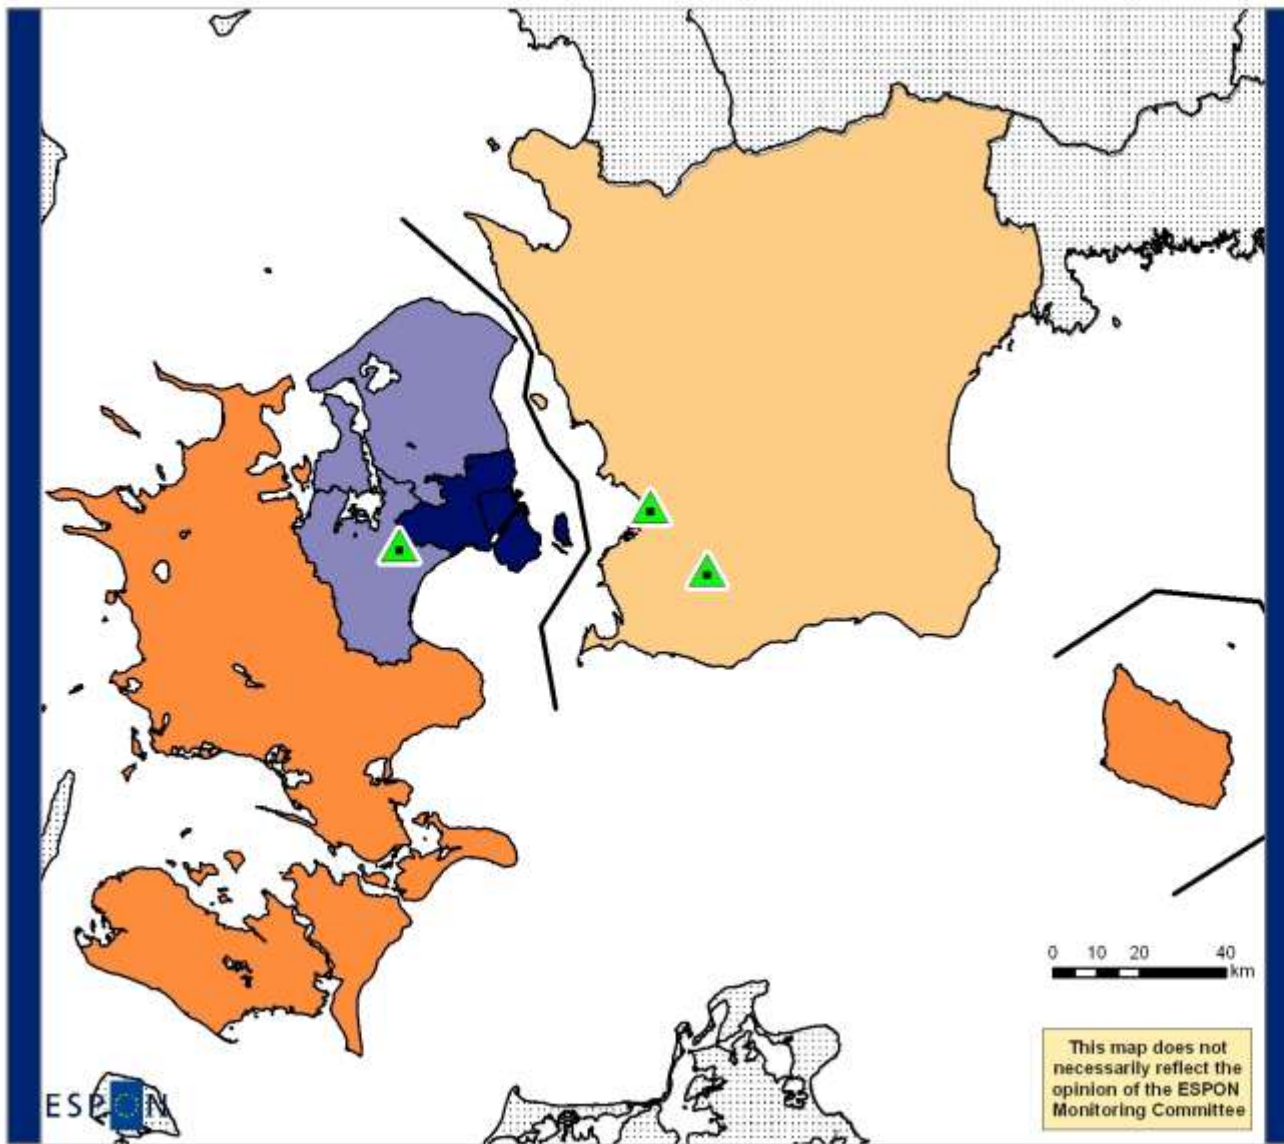 0 10 20 40
km
This map does not
necessarily reflect the
opinion of the ESPON
Monitoring Committee
ESPON